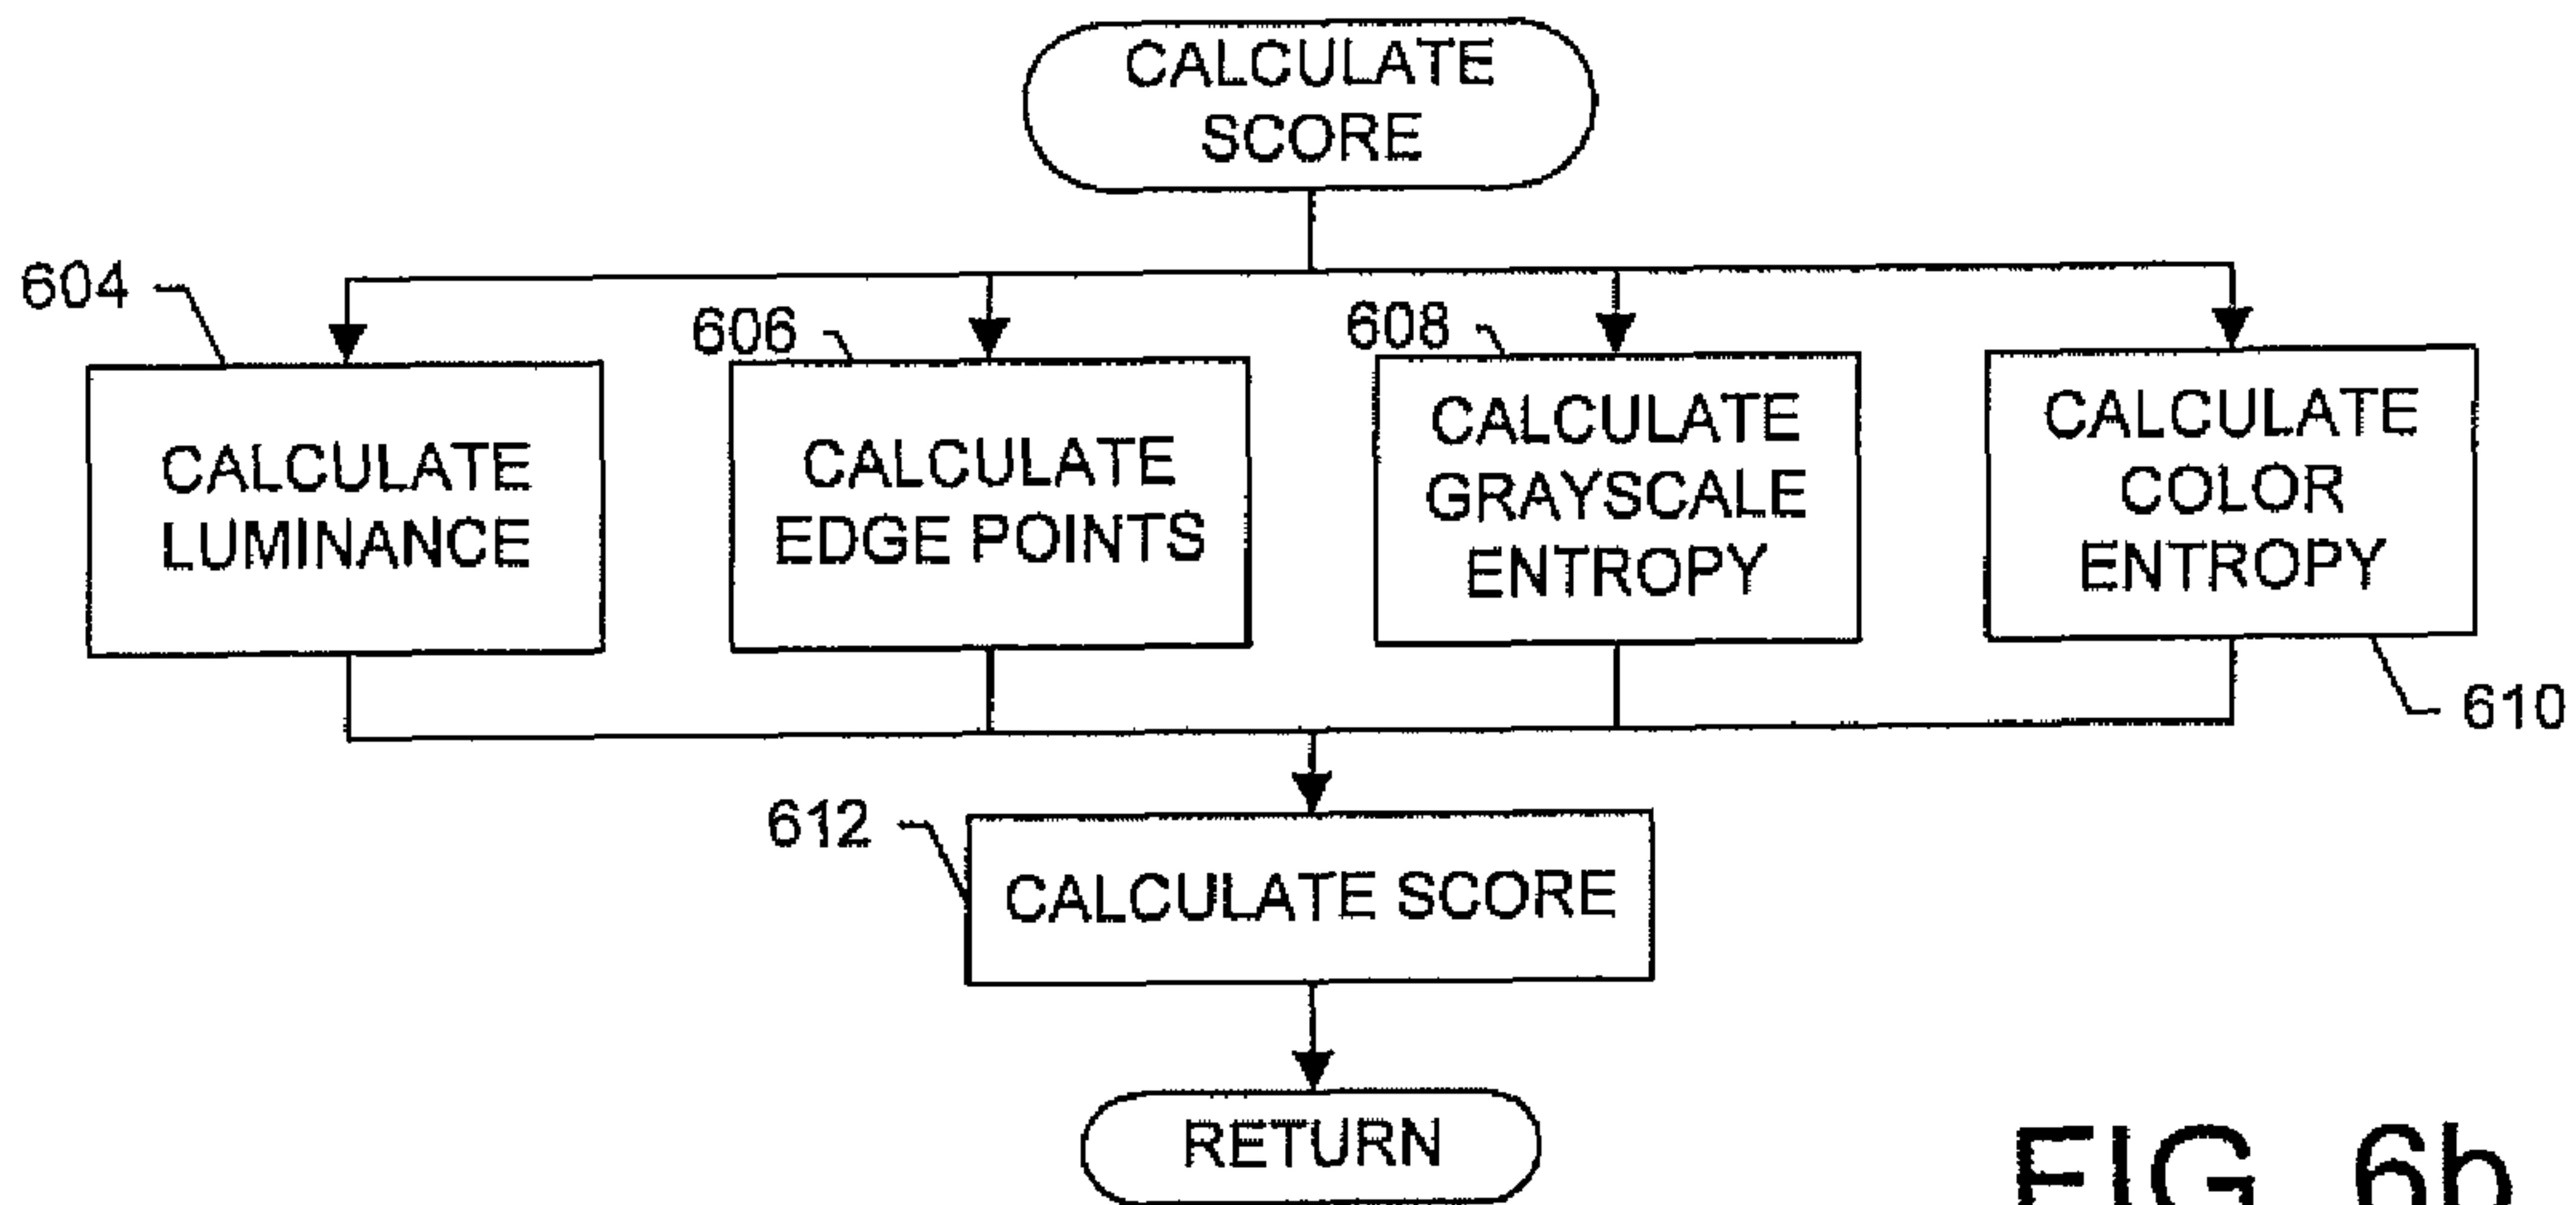 CALCULATE
SCORE
604
606
608
CALCULATE
LUMINANCE
CALCULATE
EDGE POINTS
CALCULATE
GRAYSCALE
ENTROPY
CALCULATE
COLOR
ENTROPY
610
612
CALCULATE SCORE
RETURN
FIG. 6b